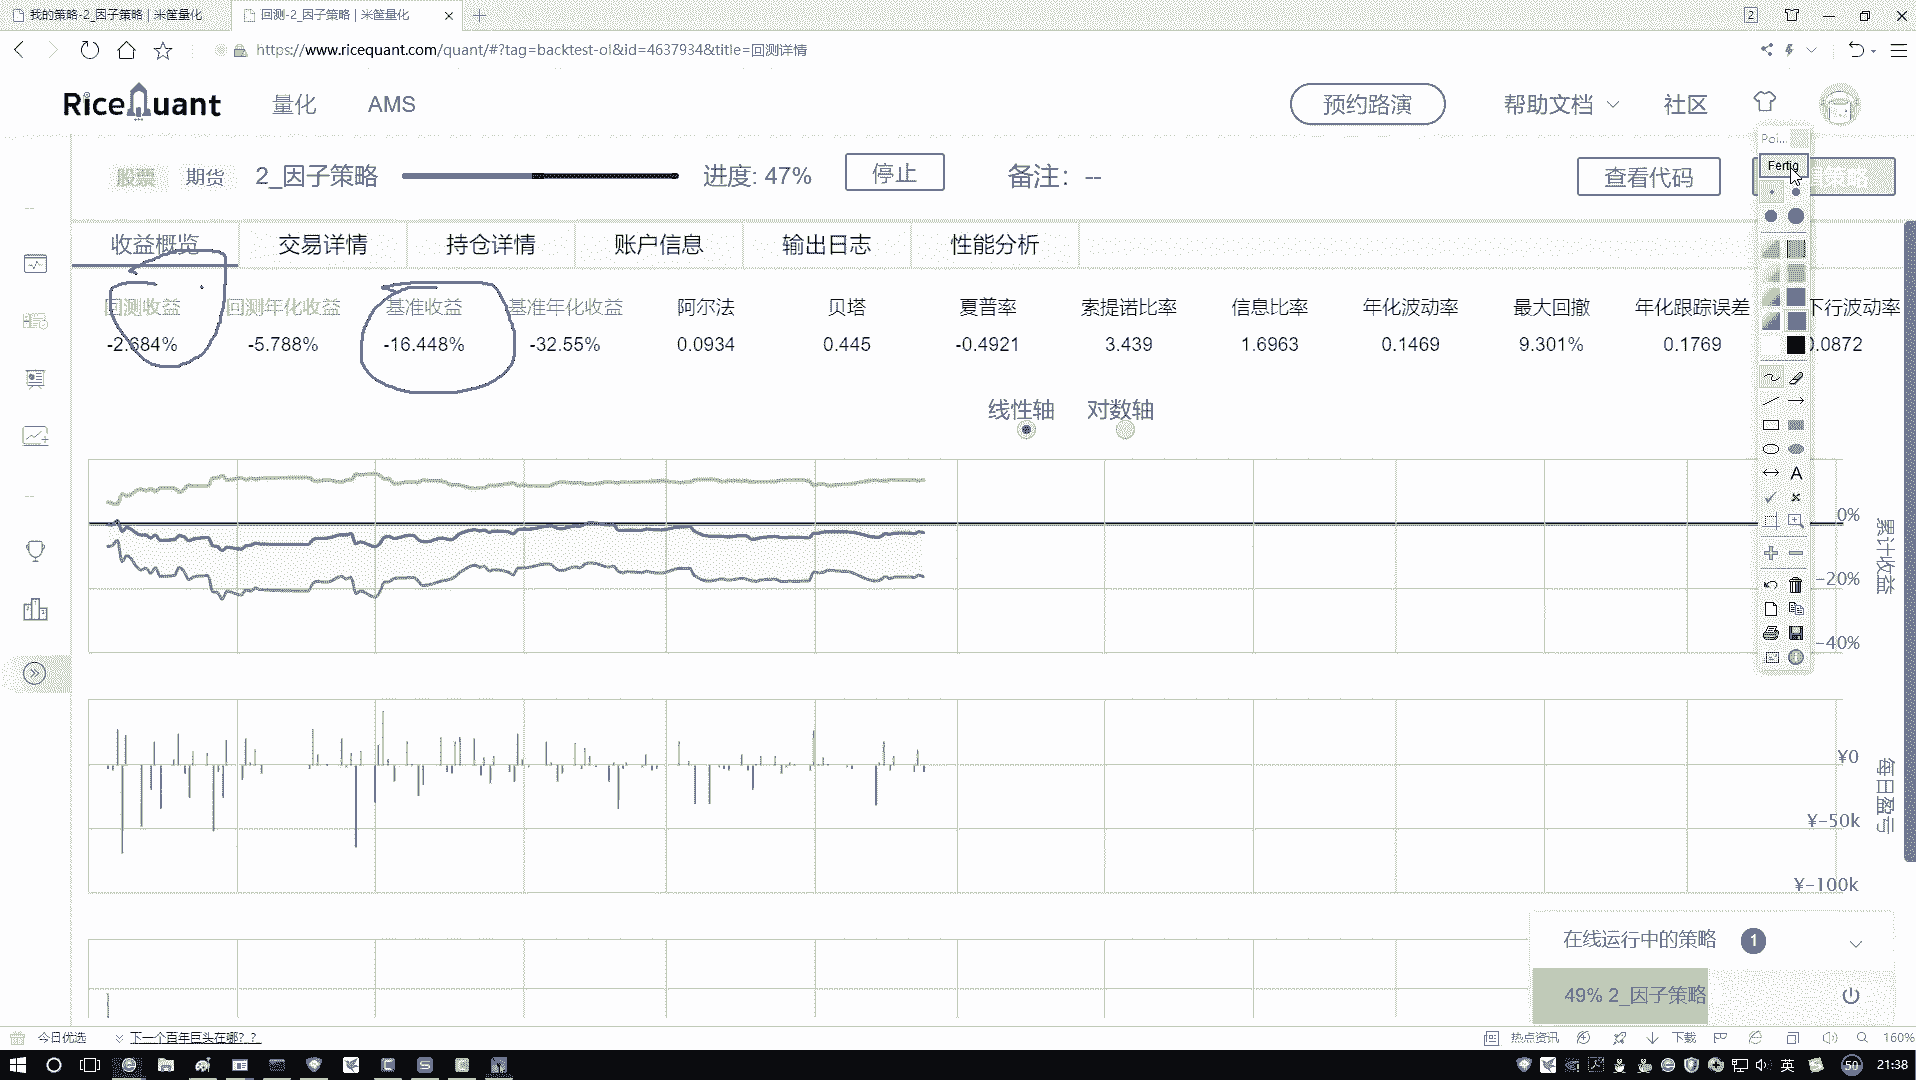 我的策略-2_因子策略 | 米筐量化
回测-2_因子策略 | 米筐量化
2
https://www.ricequant.com/quant/#?tag=backtest-ol&id=4637934&title=回测详情
RiceQuant
量化
AMS
预约路演
帮助文档
社区
Poi...
Fertig
股票
期货
2_因子策略
进度: 47%
停止
备注： --
查看代码
策略
收益概览
交易详情
持仓详情
账户信息
输出日志
性能分析
回测收益 回测年化收益 基准收益 基准年化收益 阿尔法 贝塔 夏普率 索提诺比率 信息比率 年化波动率 最大回撤 年化跟踪误差 下行波动率
-2.684% -5.788% -16.448% -32.55% 0.0934 0.445 -0.4921 3.439 1.6963 0.1469 9.301% 0.1769 0.0872
线性轴 对数轴
A
0%
-20%
-40%
累计收益
¥0
¥-50k
¥-100k
每日盈亏
在线运行中的策略 1
49% 2_因子策略
今日优选
下一个百年巨头在哪？？
热点资讯
下载
160%
英
50
21:38